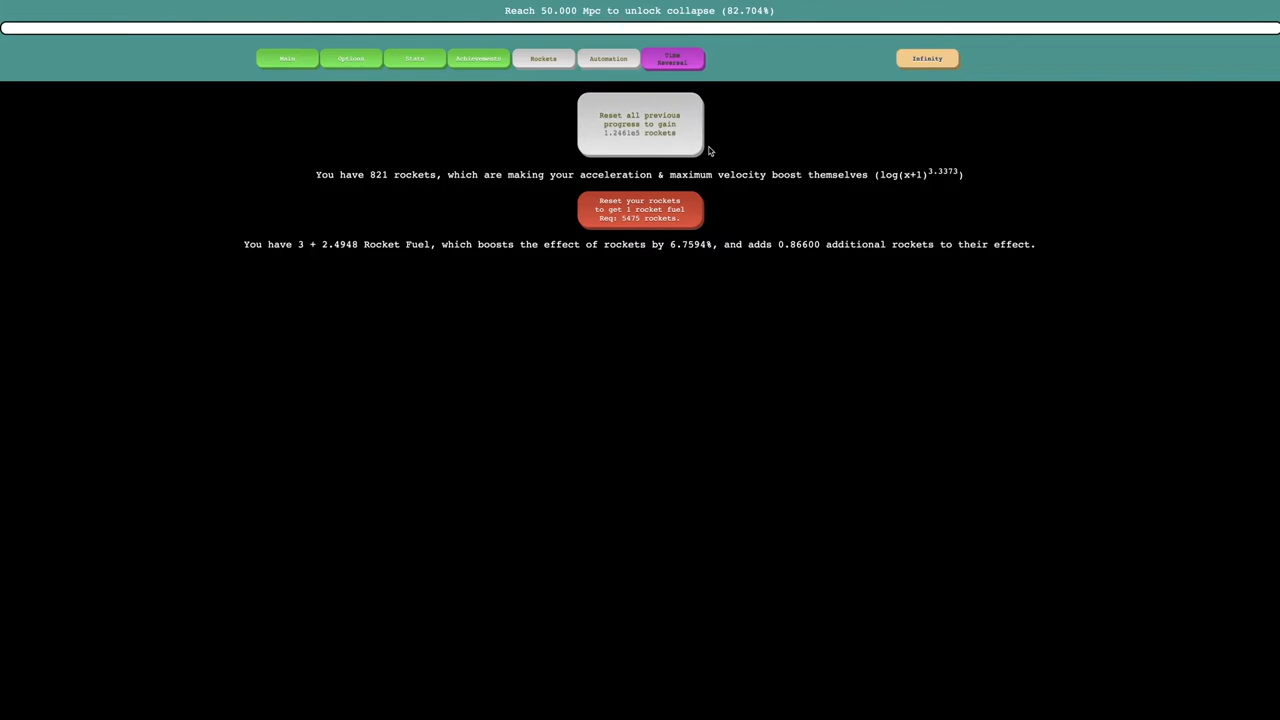 Reach 50.000 Mpc to unlock collapse (82.704%)
Main Options Stats Achievements Rockets Automation Time Reversal Infinity
Reset all previous
progress to gain
1.2461e5 rockets
You have 821 rockets, which are making your acceleration & maximum velocity boost themselves (log(x+1)^3.3373)
Reset your rockets
to get 1 rocket fuel
Req: 5475 rockets.
You have 3 + 2.4948 Rocket Fuel, which boosts the effect of rockets by 6.7594%, and adds 0.86600 additional rockets to their effect.